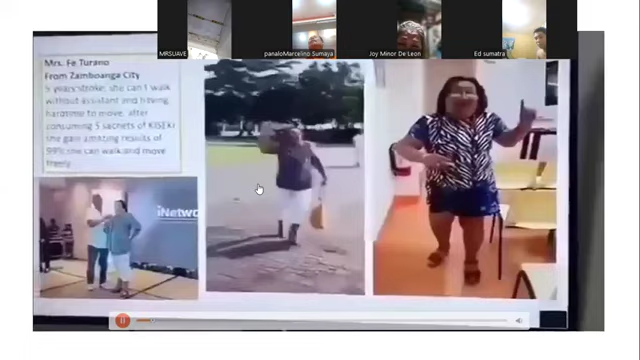 MRSUAVE
panaloMarcelino Sumaya
Joy Minor De Leon
Ed sumatra
Mrs. Fe Turano
From Zamboanga City
5 years stroke, she can't walk
without assistant and having
hardtime to move, after
consuming 5 sachets of KISEKI
she gain amazing results of
99% she can walk and move
freely
iNetwo